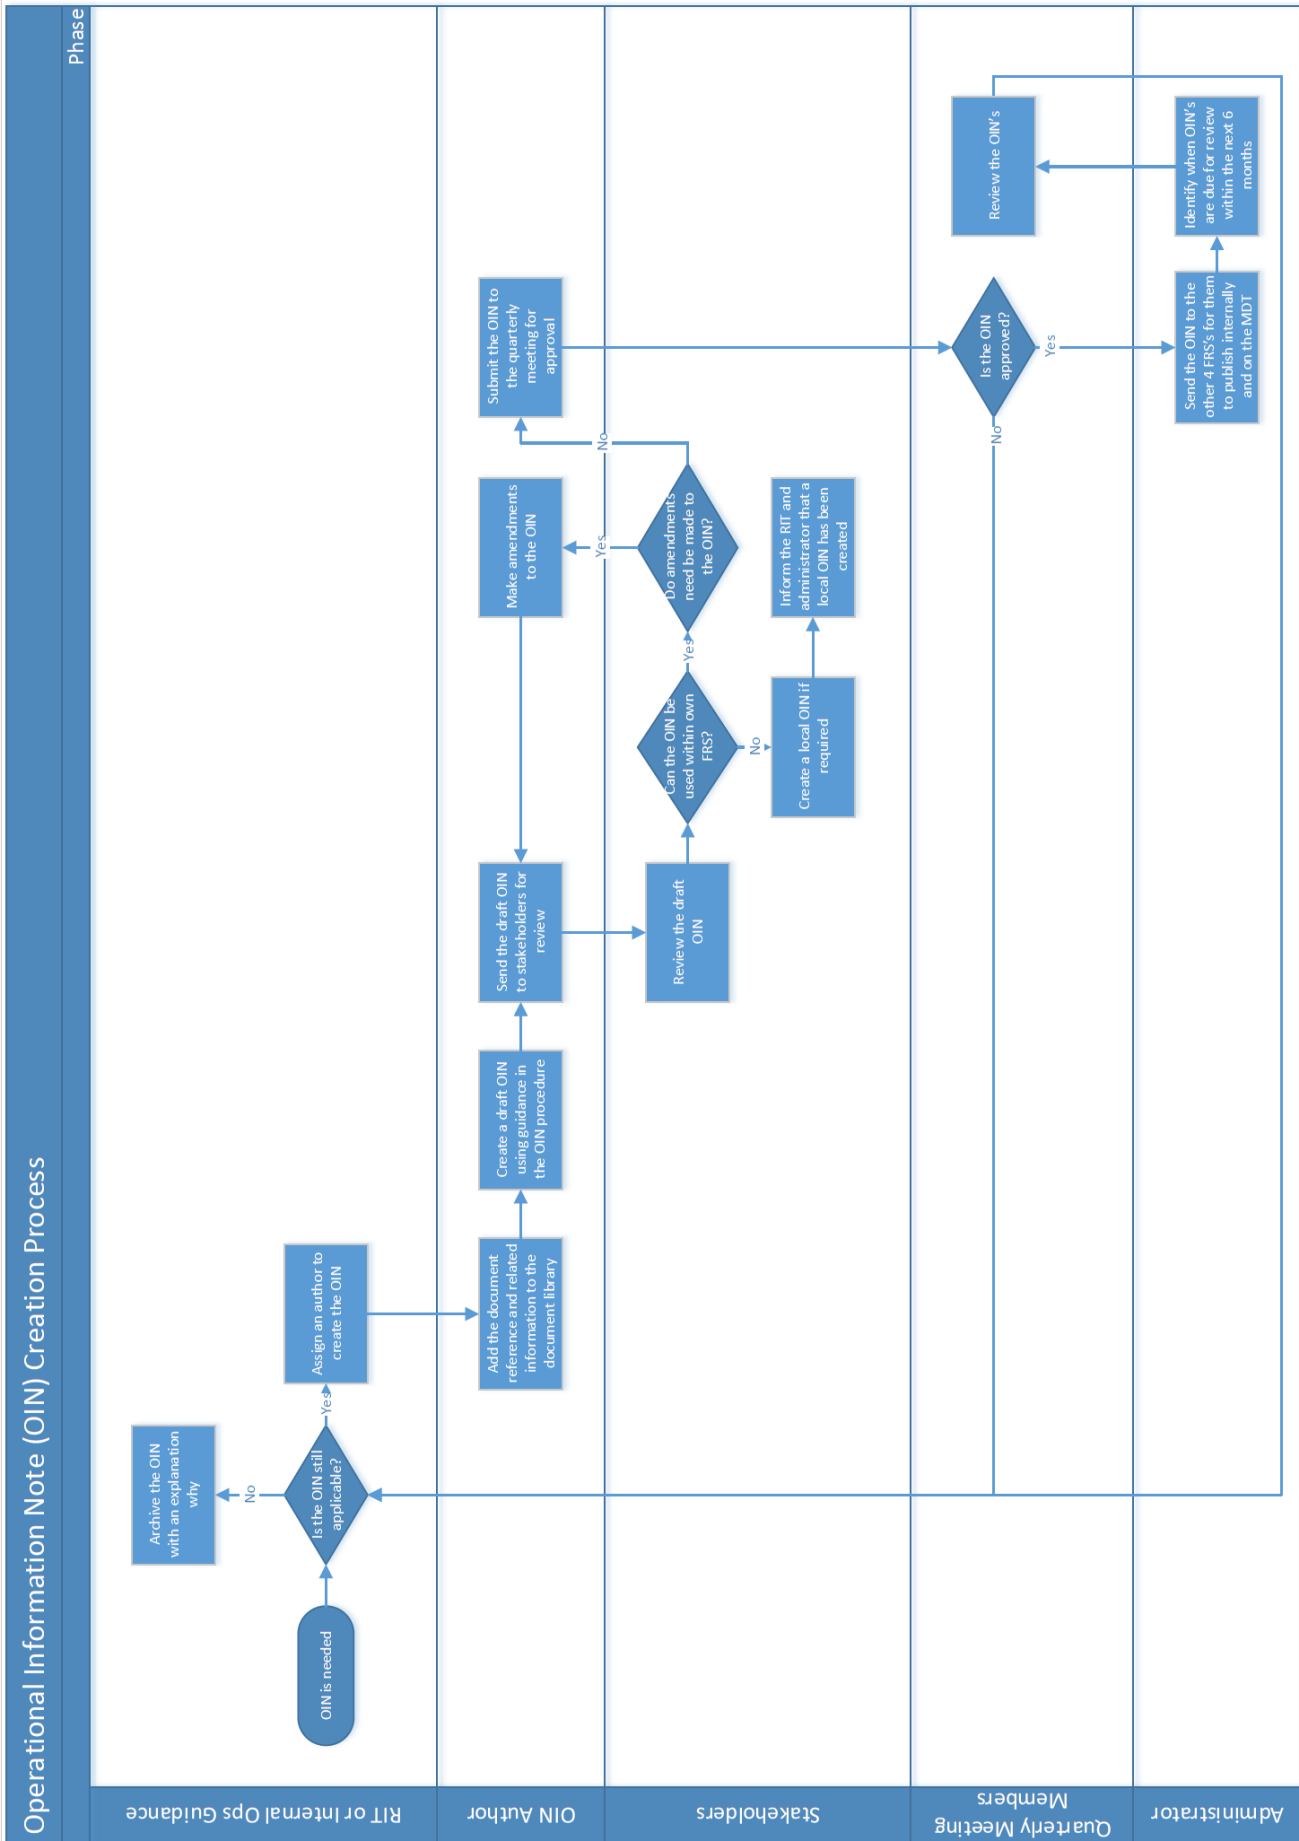 Operational Information Note (OIN) Creation Process
Phase
RIT or Internal Ops Guidance
OIN is needed
Is the OIN still
applicable?
No
Archive the OIN
with an explanation
why
Yes
Assign an author to
create the OIN
OIN Author
Add the document
reference and related
information to the
document library
Create a draft OIN
using guidance in
the OIN procedure
Send the draft OIN
to stakeholders for
review
Make amendments
to the OIN
Submit the OIN to
the quarterly
meeting for
approval
Stakeholders
Review the draft
OIN
Can the OIN be
used within own
FRS?
No
Create a local OIN if
required
Inform the RIT and
administrator that a
local OIN has been
created
Yes
Do amendments
need be made to
the OIN?
Yes
No
Quarterly Meeting
Members
Is the OIN
approved?
No
Yes
Review the OIN's
Administrator
Send the OIN to the
other 4 FRS's for them
to publish internally
and on the MDT
Identify when OIN's
are due for review
within the next 6
months